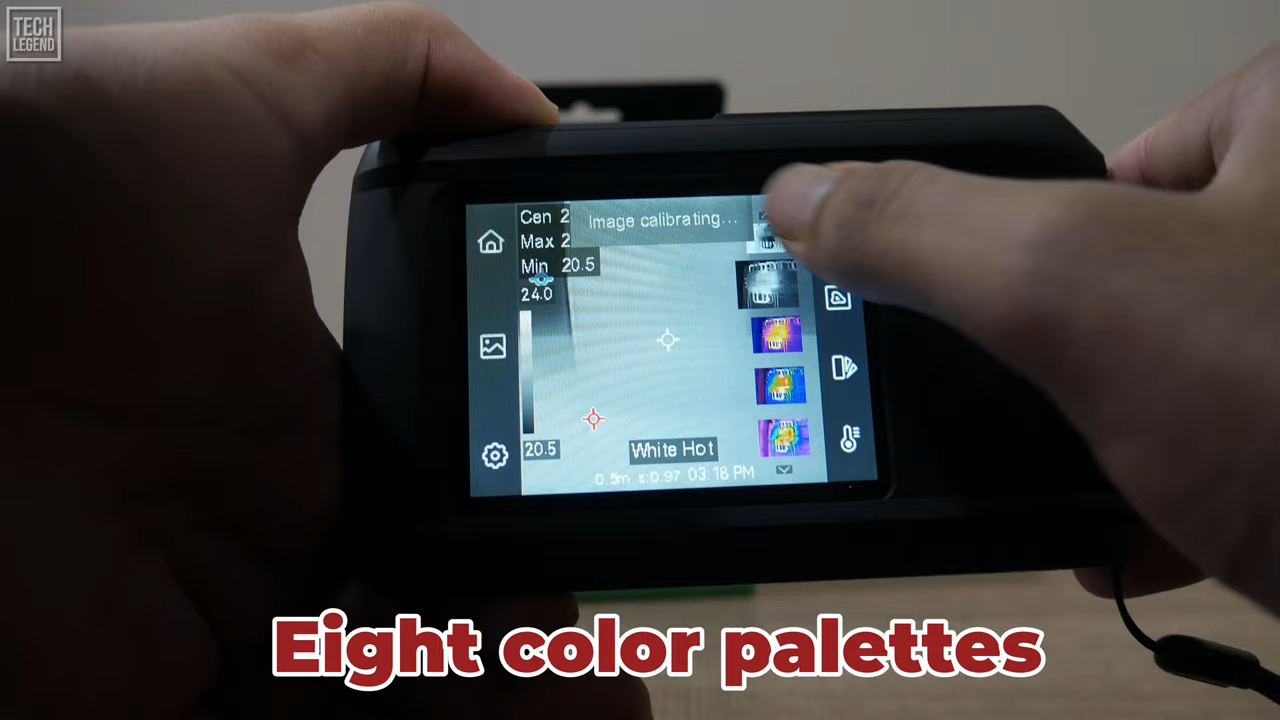 TECH
LEGEND
Cen 2
Image calibrating...
Max 2
Min 20.5
24.0
20.5
White Hot
0.5m ε:0.97 03:16 PM
Eight color palettes